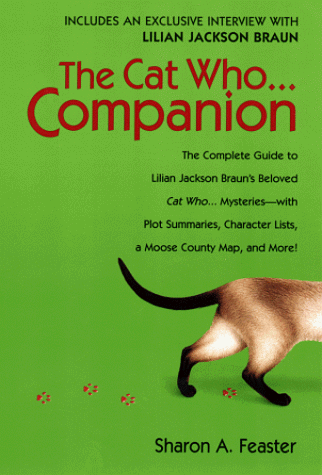 INCLUDES AN EXCLUSIVE INTERVIEW WITH
LILIAN JACKSON BRAUN
The Cat Who...
Companion
The Complete Guide to
Lilian Jackson Braun's Beloved
Cat Who... Mysteries—with
Plot Summaries, Character Lists,
a Moose County Map, and More!
Sharon A. Feaster